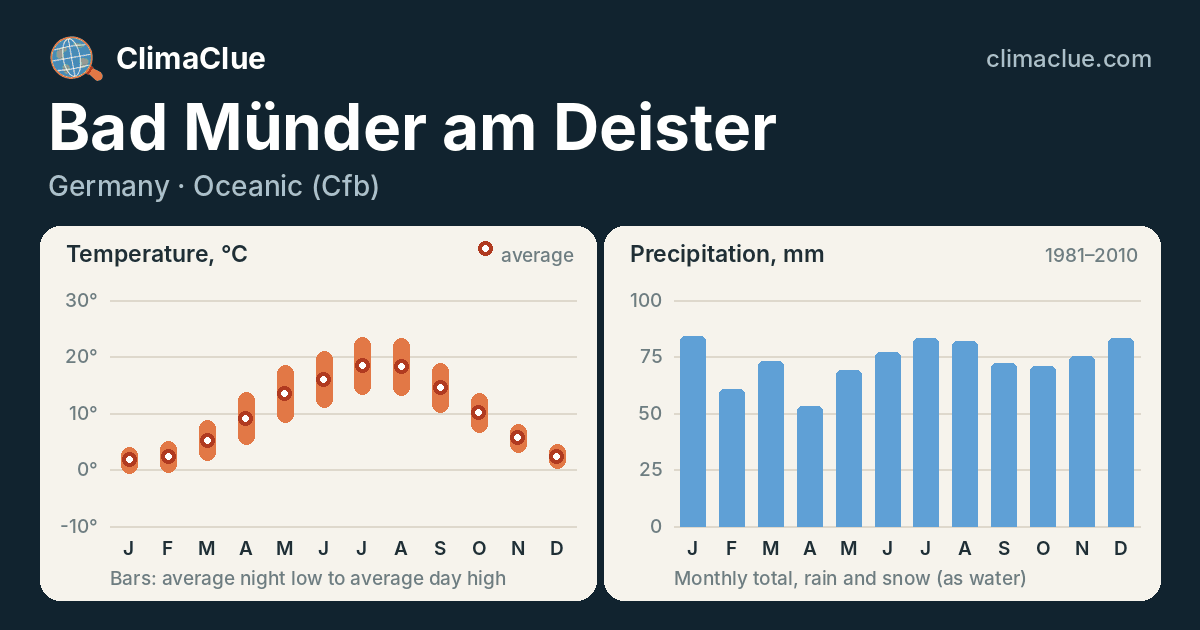 ClimaClue
climaclue.com
Bad Münder am Deister
Germany · Oceanic (Cfb)
Temperature, °C
average
30°
20°
10°
0°
-10°
J F M A M J J A S O N D
Bars: average night low to average day high
Precipitation, mm
1981–2010
100
75
50
25
0
J F M A M J J A S O N D
Monthly total, rain and snow (as water)